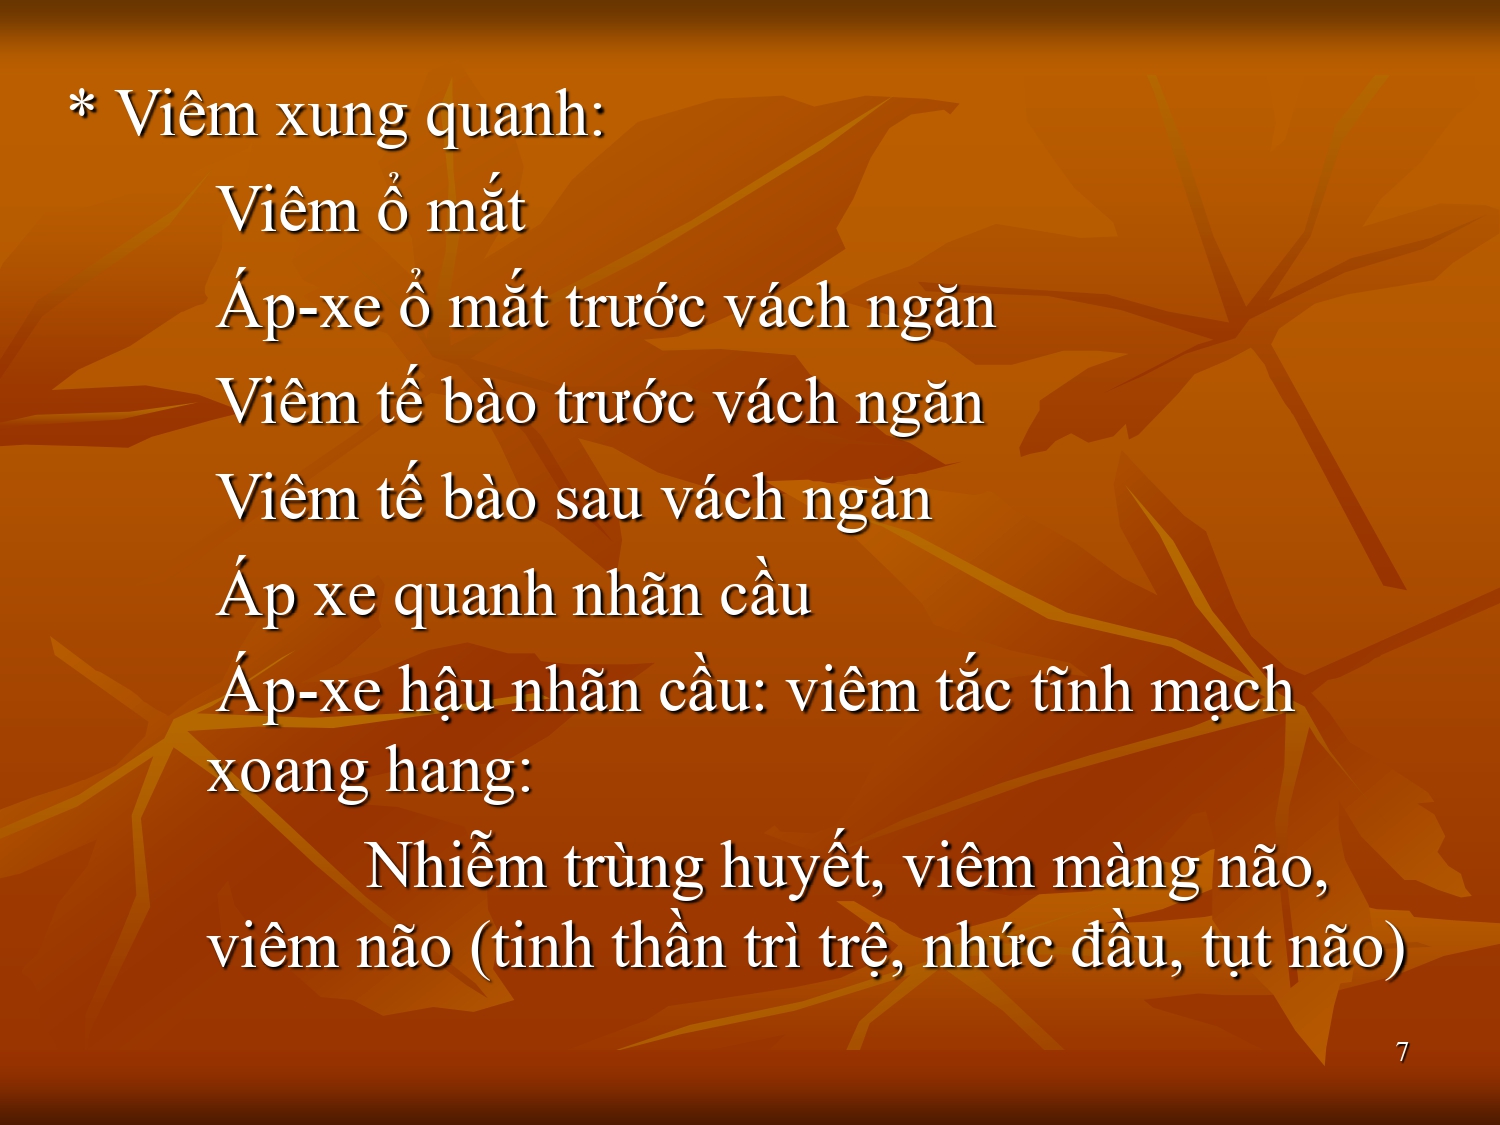 * Viêm xung quanh:
Viêm ổ mắt
Áp-xe ổ mắt trước vách ngăn
Viêm tế bào trước vách ngăn
Viêm tế bào sau vách ngăn
Áp xe quanh nhãn cầu
Áp-xe hậu nhãn cầu: viêm tắc tĩnh mạch
xoang hang:
Nhiễm trùng huyết, viêm màng não,
viêm não (tinh thần trì trệ, nhức đầu, tụt não)
7